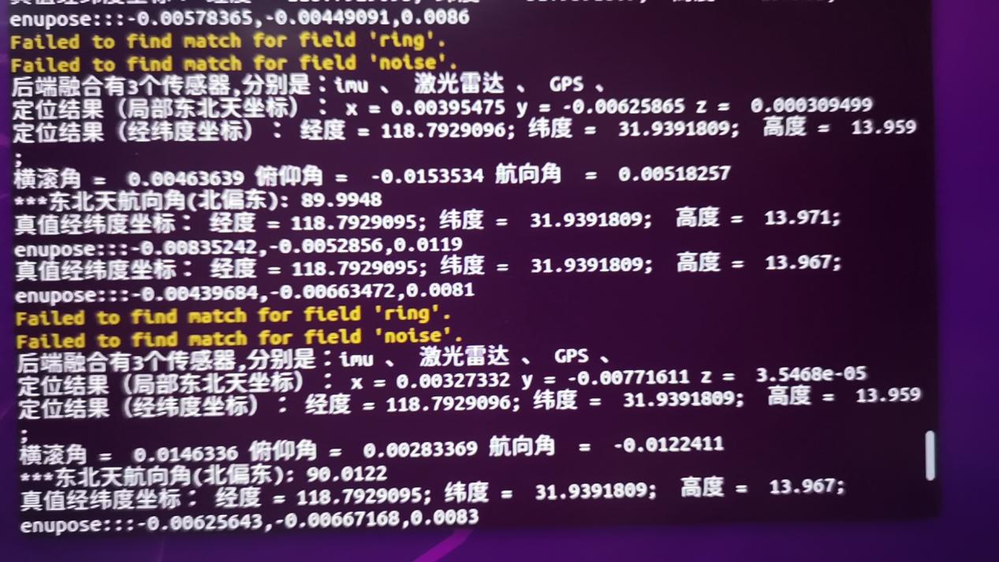 enupose:::-0.00578365,-0.00449091,0.0086
Failed to find match for field 'ring'.
Failed to find match for field 'noise'.
后端融合有3个传感器,分别是：imu 、 激光雷达 、 GPS 、
定位结果（局部东北天坐标）： x = 0.00395475 y = -0.00625865 z = 0.000309499
定位结果（经纬度坐标）： 经度 = 118.7929096; 纬度 = 31.9391809; 高度 = 13.959
;
横滚角 = 0.00463639 俯仰角 = -0.0153534 航向角 = 0.00518257
***东北天航向角(北偏东): 89.9948
真值经纬度坐标： 经度 = 118.7929095; 纬度 = 31.9391809; 高度 = 13.971;
enupose:::-0.00835242,-0.0052856,0.0119
真值经纬度坐标： 经度 = 118.7929095; 纬度 = 31.9391809; 高度 = 13.967;
enupose:::-0.00439684,-0.00663472,0.0081
Failed to find match for field 'ring'.
Failed to find match for field 'noise'.
后端融合有3个传感器,分别是：imu 、 激光雷达 、 GPS 、
定位结果（局部东北天坐标）： x = 0.00327332 y = -0.00771611 z = 3.5468e-05
定位结果（经纬度坐标）： 经度 = 118.7929096; 纬度 = 31.9391809; 高度 = 13.959
;
横滚角 = 0.0146336 俯仰角 = 0.00283369 航向角 = -0.0122411
***东北天航向角(北偏东): 90.0122
真值经纬度坐标： 经度 = 118.7929095; 纬度 = 31.9391809; 高度 = 13.967;
enupose:::-0.00625643,-0.00667168,0.0083